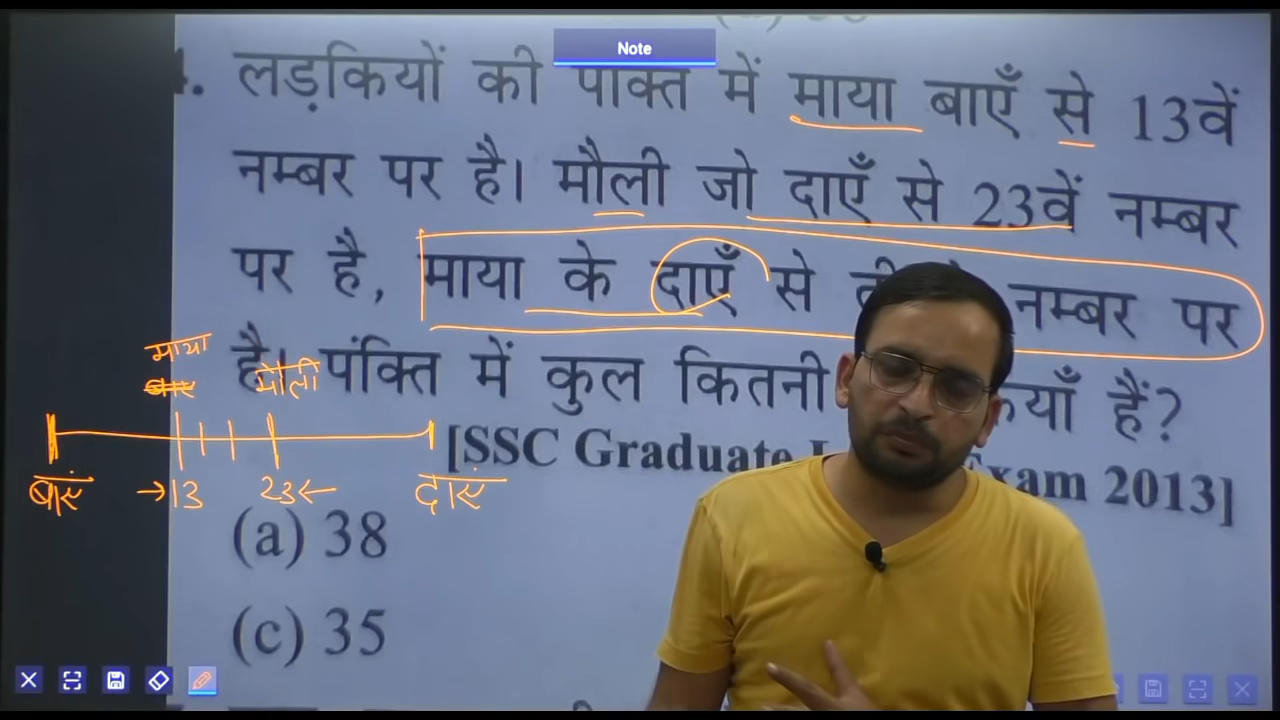 Note
4. लड़कियों की पंक्ति में माया बाएँ से 13वें
नम्बर पर है। मौली जो दाएँ से 23वें नम्बर
पर है, माया के दाएँ से नम्बर पर
माया
है। पंक्ति में कुल कितनी हैं?
मौली
[SSC Graduate Exam 2013]
बाएं →13 23← दाएं
(a) 38
(c) 35